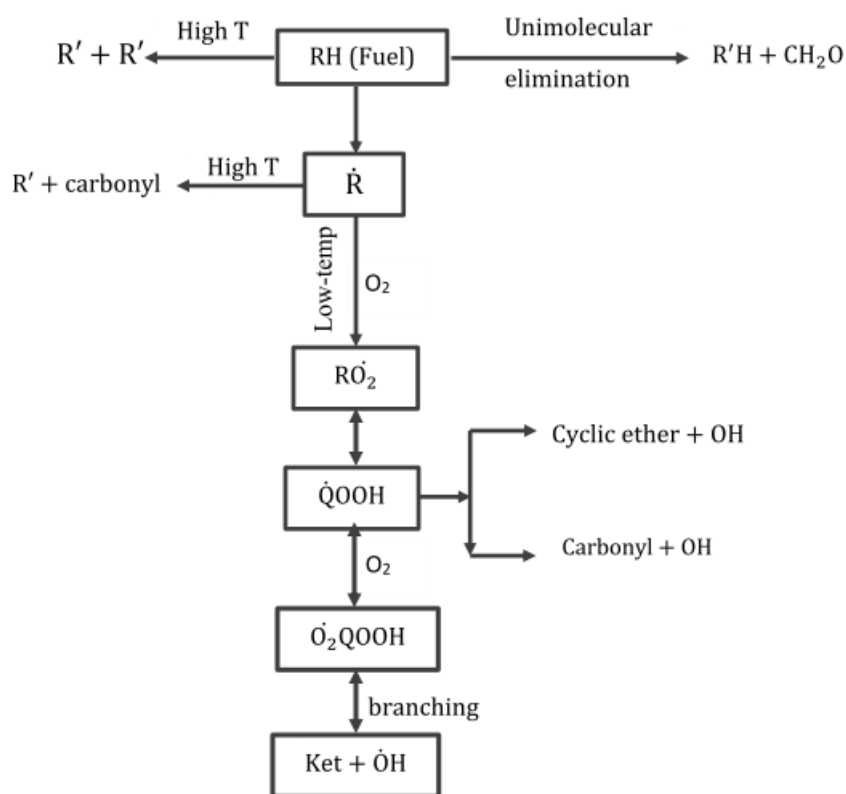 High T
Unimolecular
R′ + R′
RH (Fuel)
R′H + CH₂O
elimination
High T
R′ + carbonyl
Ṙ
Low-temp
O₂
RȮ₂
Cyclic ether + OH
Q̇OOH
Carbonyl + OH
O₂
Ȯ₂QOOH
branching
Ket + ȮH